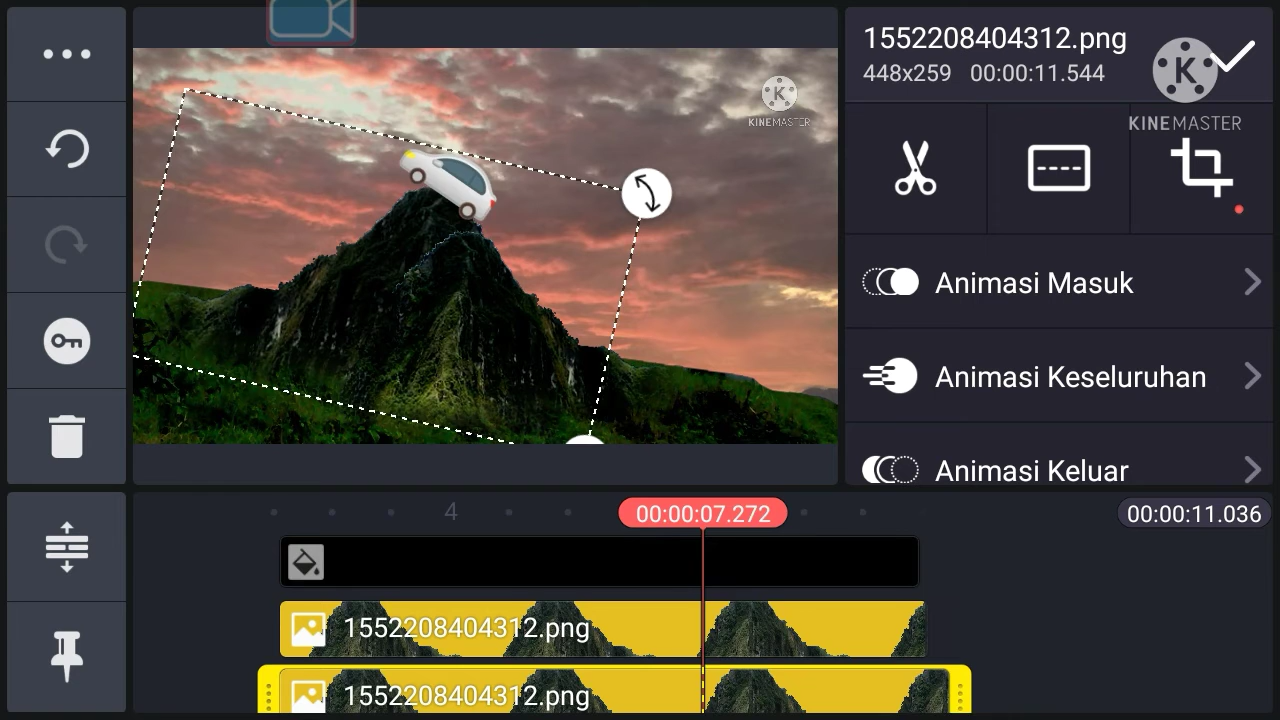 1552208404312.png
448x259 00:00:11.544
KINEMASTER
KINEMASTER
Animasi Masuk
Animasi Keseluruhan
Animasi Keluar
4
00:00:07.272
00:00:11.036
1552208404312.png
1552208404312.png